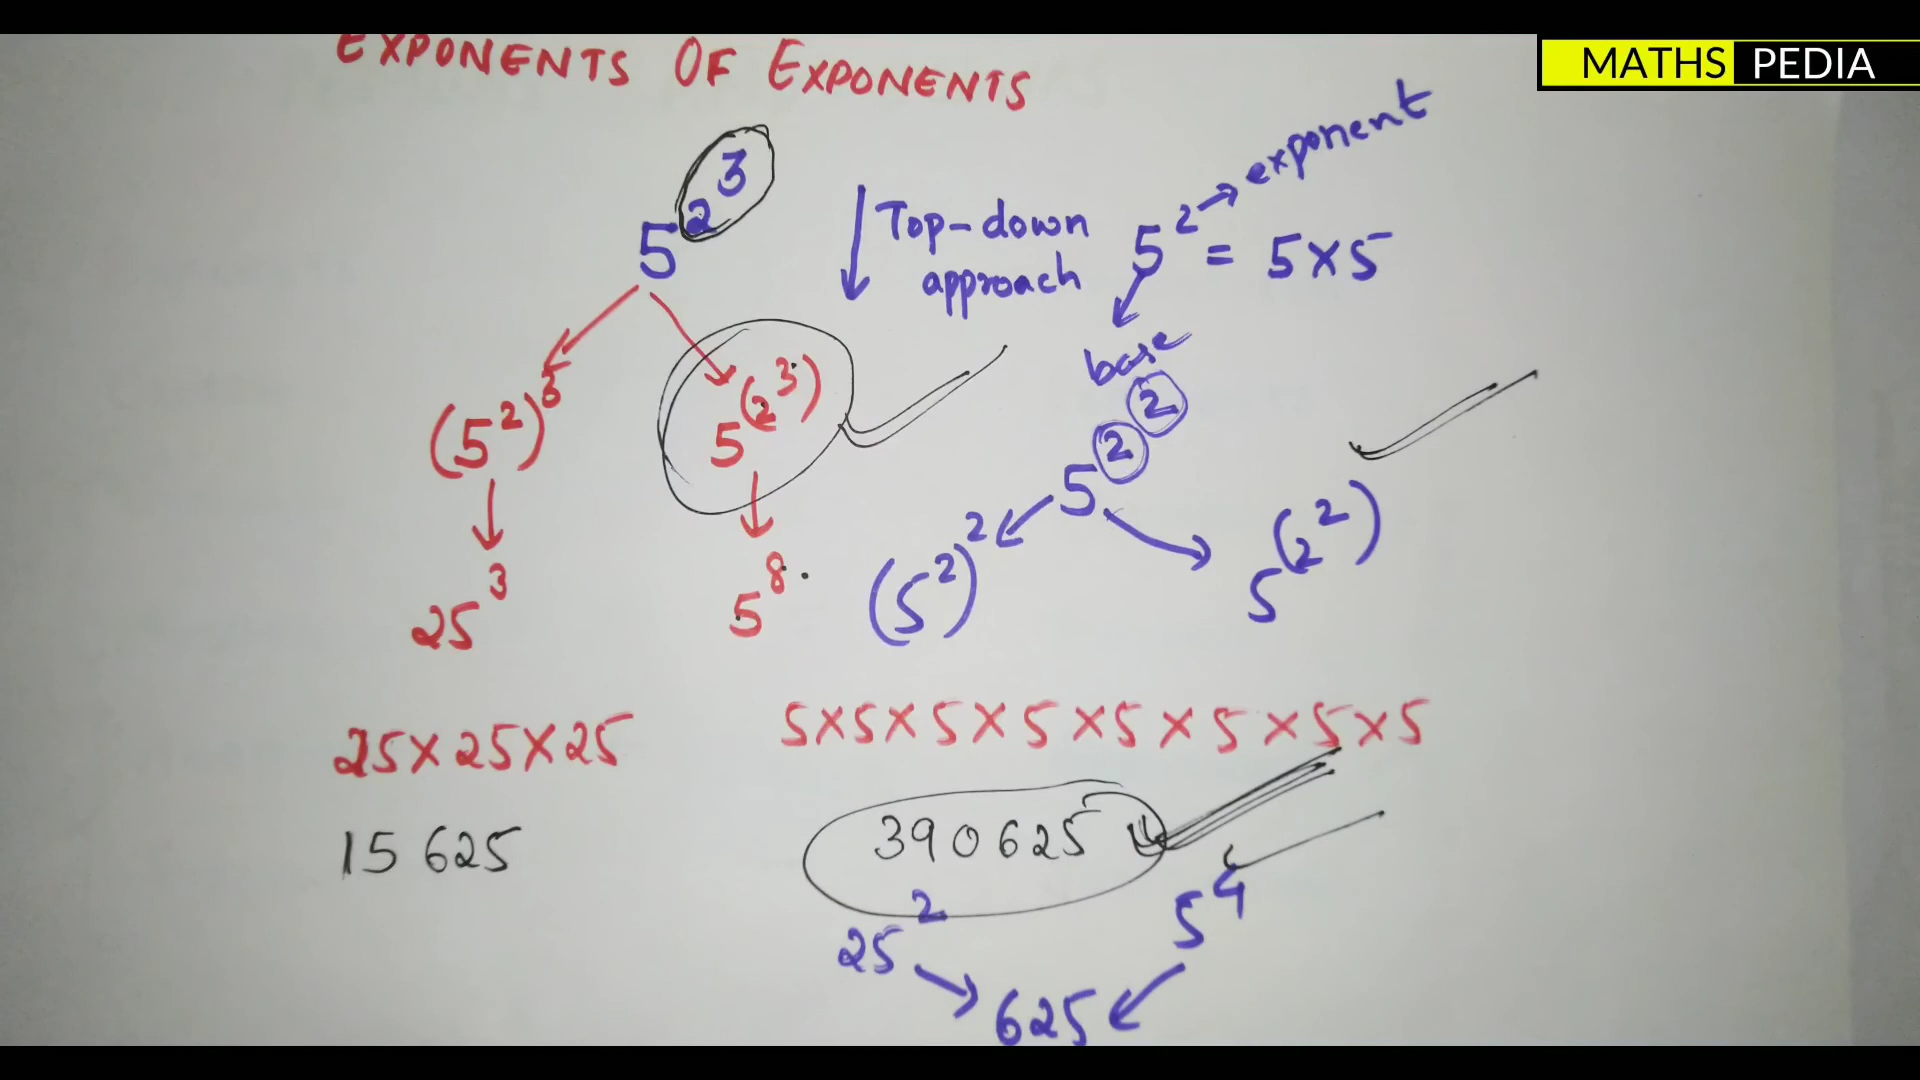 MATHS PEDIA
EXPONENTS OF EXPONENTS
5^2^3
Top-down
approach
5^2 = 5×5
exponent
base
(5^2)^3
5^(2^3)
5^2^2
25^3
5^8
(5^2)^2
5^(2^2)
25×25×25
5×5×5×5×5×5×5×5
15 625
390625
25^2
5^4
625